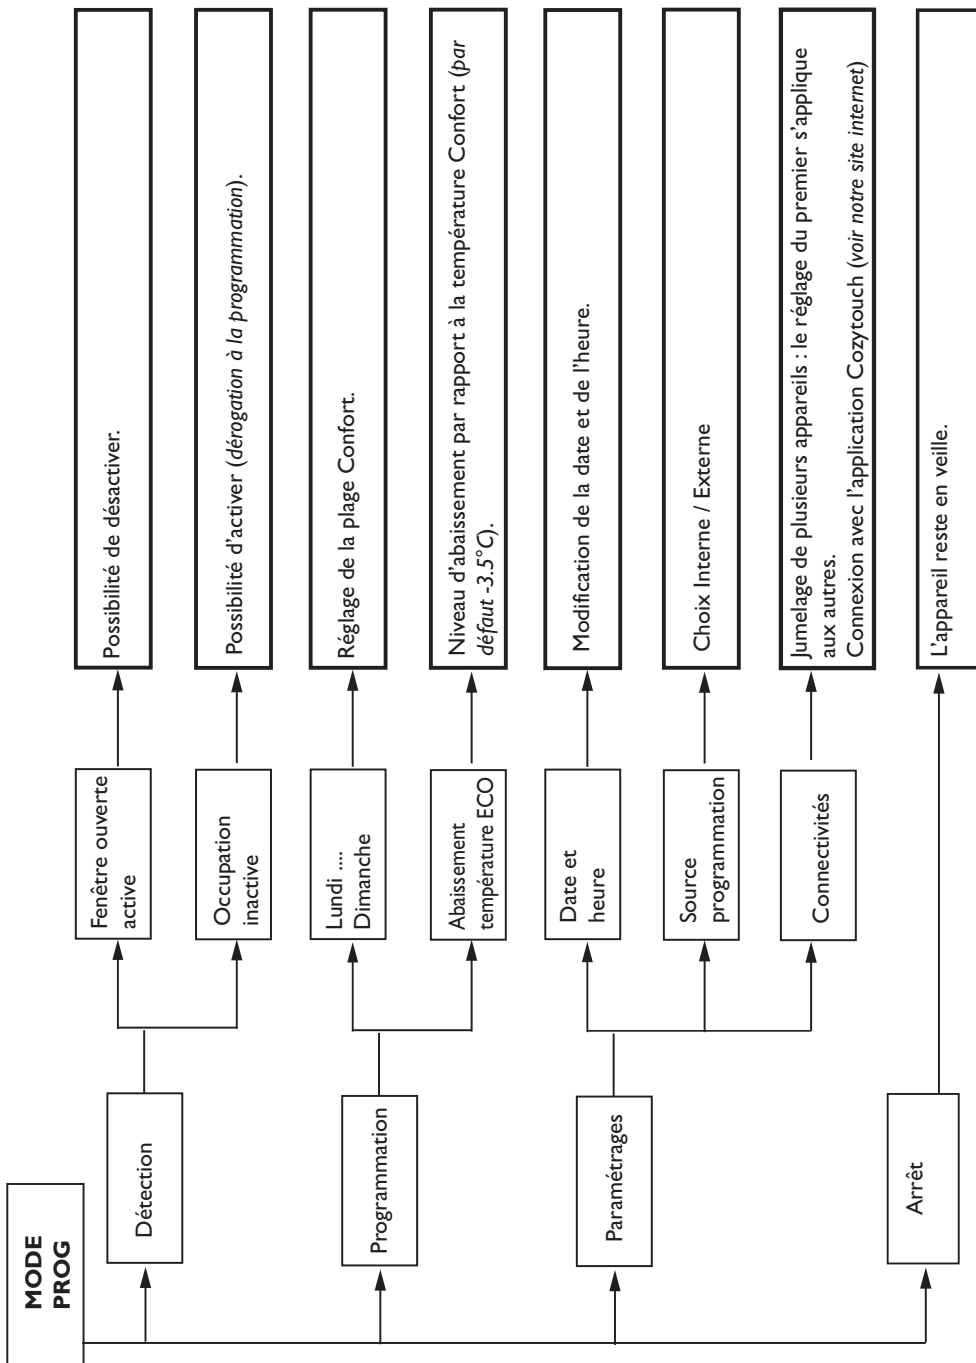 MODE
PROG
Détection
Fenêtre ouverte
active
Possibilité de désactiver.
Occupation
inactive
Possibilité d'activer (dérogation à la programmation).
Programmation
Lundi ....
Dimanche
Réglage de la plage Confort.
Abaissement
température ECO
Niveau d'abaissement par rapport à la température Confort (par
défaut -3.5°C).
Paramétrages
Date et
heure
Modification de la date et de l'heure.
Source
programmation
Choix Interne / Externe
Connectivités
Jumelage de plusieurs appareils : le réglage du premier s'applique
aux autres.
Connexion avec l'application Cozytouch (voir notre site internet)
Arrêt
L'appareil reste en veille.